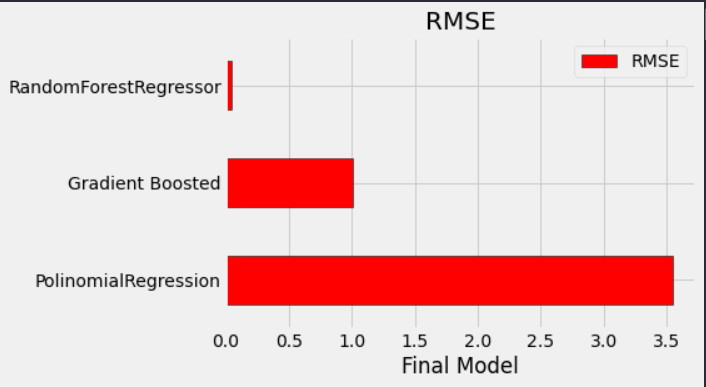 RMSE
RMSE
RandomForestRegressor
Gradient Boosted
PolinomialRegression
0.0 0.5 1.0 1.5 2.0 2.5 3.0 3.5
Final Model